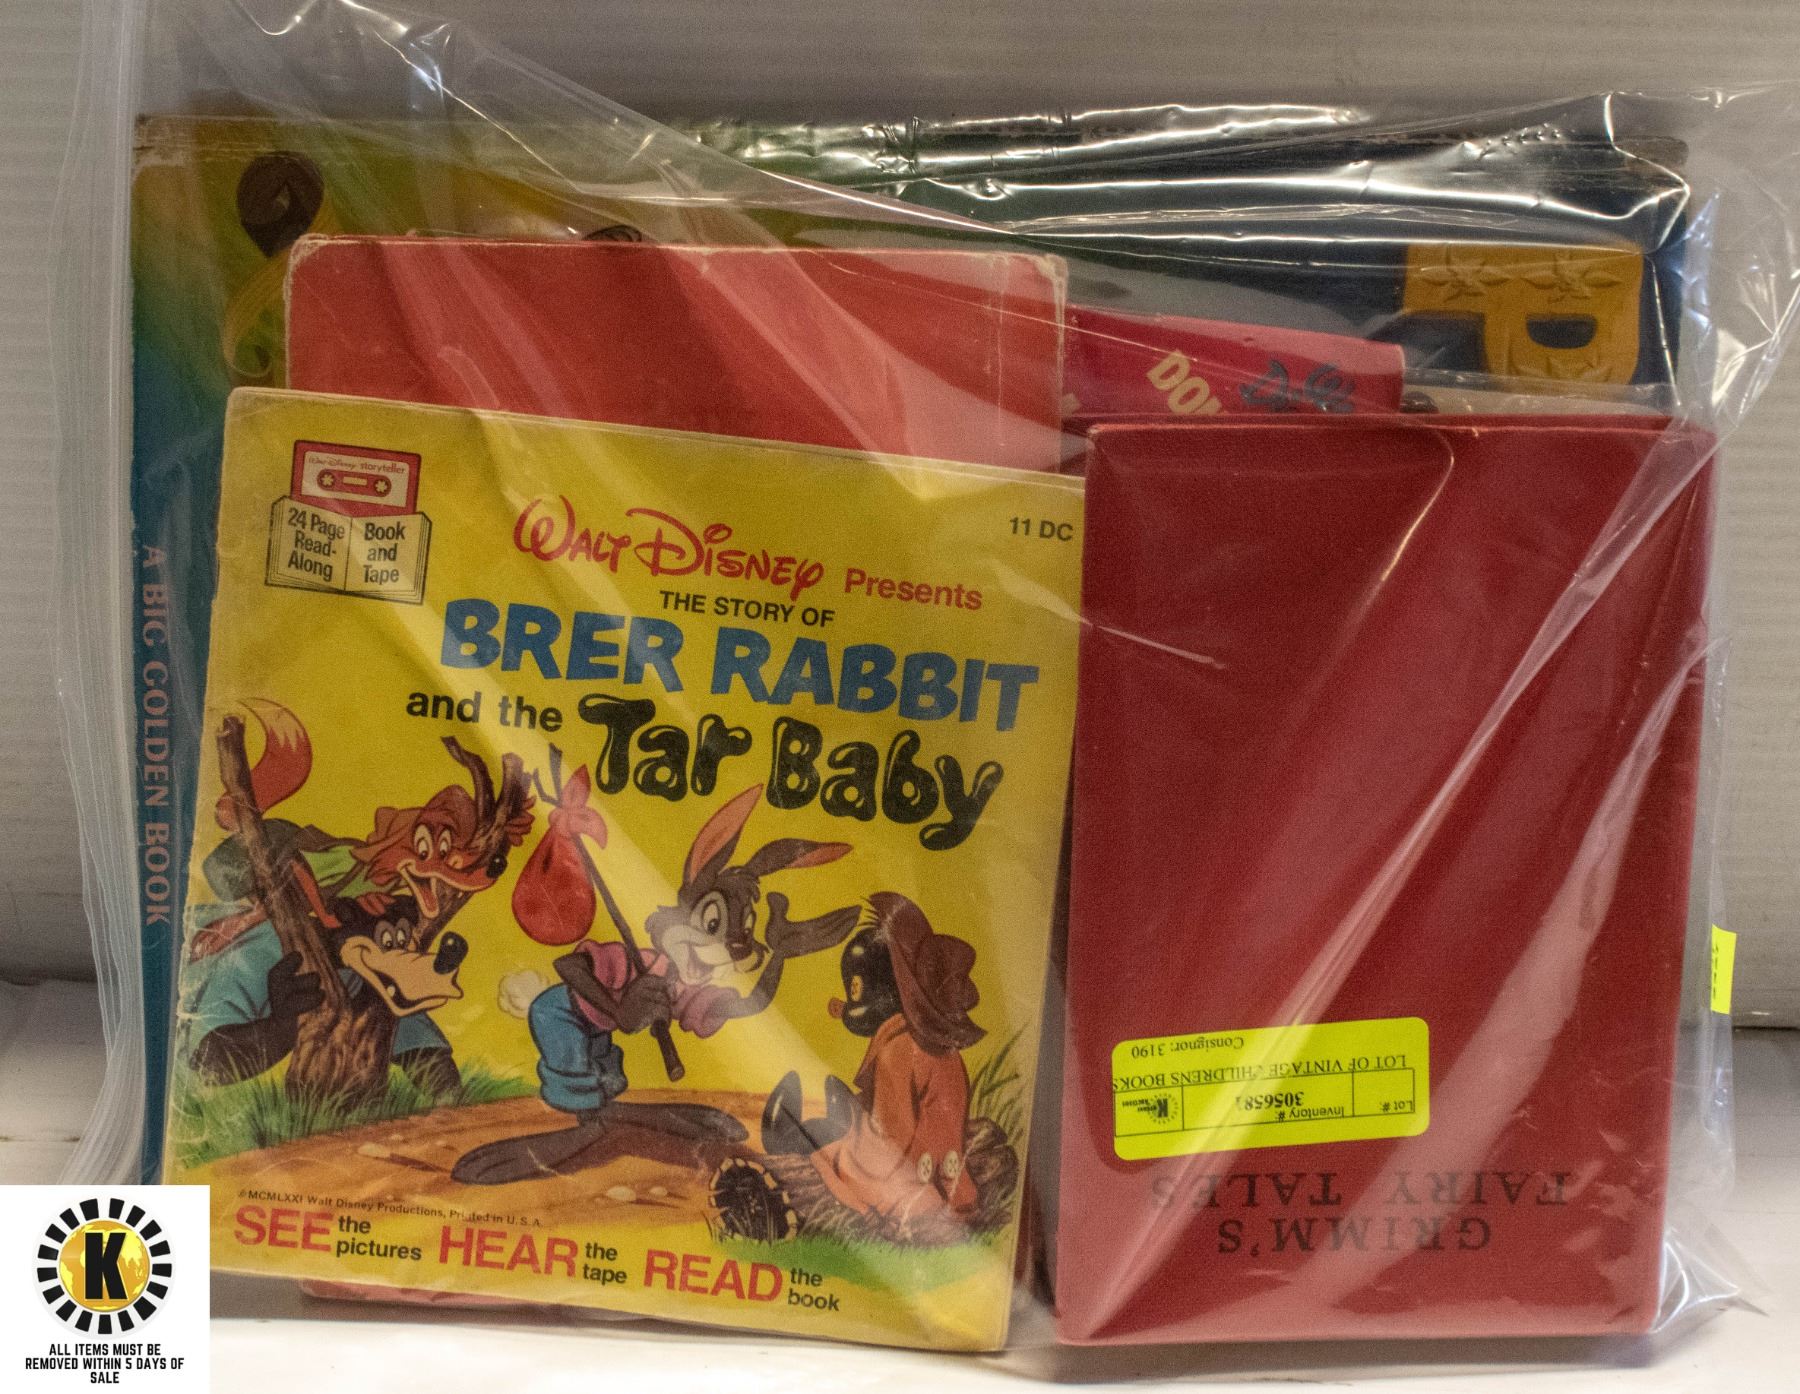 A BIG GOLDEN BOOK
DON
P
Walt Disney storyteller
24 Page
Read-
Along
Book
and
Tape
11 DC
WALT DISNEY Presents
THE STORY OF
BRER RABBIT
and the Tar Baby
©MCMLXXI Walt Disney Productions, Printed in U.S.A.
SEE the pictures HEAR the tape READ the book
GRIMM'S
FAIRY TALES
Lot #:
Inventory #
3056581
LOT OF VINTAGE CHILDRENS BOOKS
Consignor: 3190
K
ALL ITEMS MUST BE
REMOVED WITHIN 5 DAYS OF
SALE